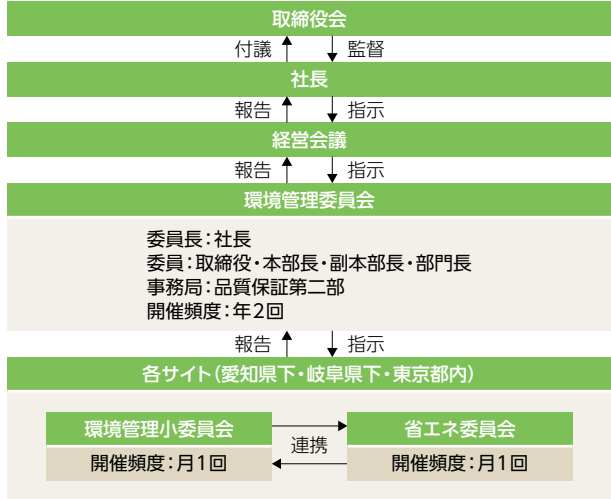 取締役会
付議 監督
社長
報告 指示
経営会議
報告 指示
環境管理委員会
委員長：社長
委員：取締役・本部長・副本部長・部門長
事務局：品質保証第二部
開催頻度：年2回
報告 指示
各サイト（愛知県下・岐阜県下・東京都内）
環境管理小委員会 省エネ委員会
連携
開催頻度：月1回 開催頻度：月1回